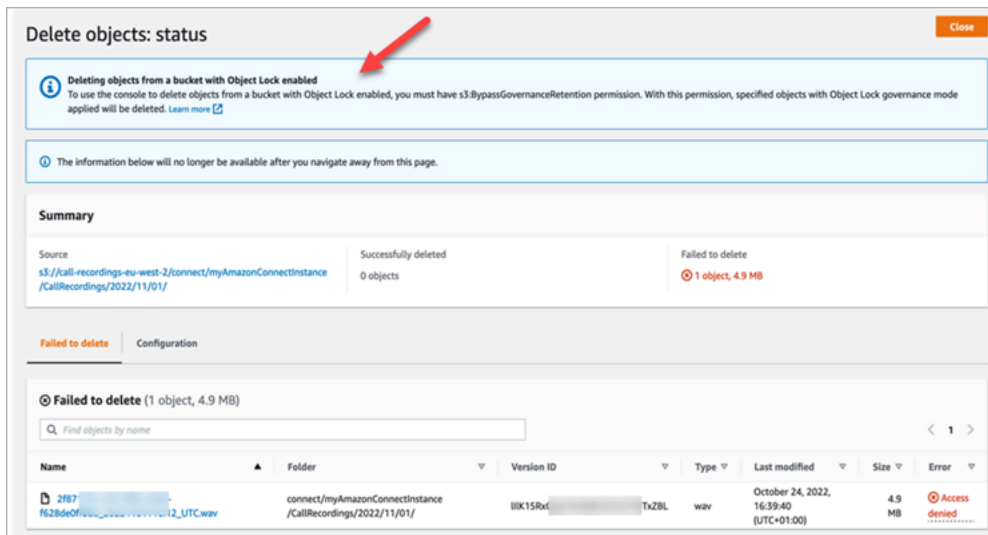 Delete objects: status
Close
Deleting objects from a bucket with Object Lock enabled
To use the console to delete objects from a bucket with Object Lock enabled, you must have s3:BypassGovernanceRetention permission. With this permission, specified objects with Object Lock governance mode
applied will be deleted. Learn more
The information below will no longer be available after you navigate away from this page.
Summary
Source
Successfully deleted
Failed to delete
s3://call-recordings-eu-west-2/connect/myAmazonConnectInstance
/CallRecordings/2022/11/01/
0 objects
1 object, 4.9 MB
Failed to delete
Configuration
Failed to delete (1 object, 4.9 MB)
Find objects by name
1
Name
Folder
Version ID
Type
Last modified
Size
Error
2f87
_UTC.wav
connect/myAmazonConnectInstance
/CallRecordings/2022/11/01/
TxZBL
wav
October 24, 2022,
16:39:40
(UTC+01:00)
4.9
MB
Access
denied